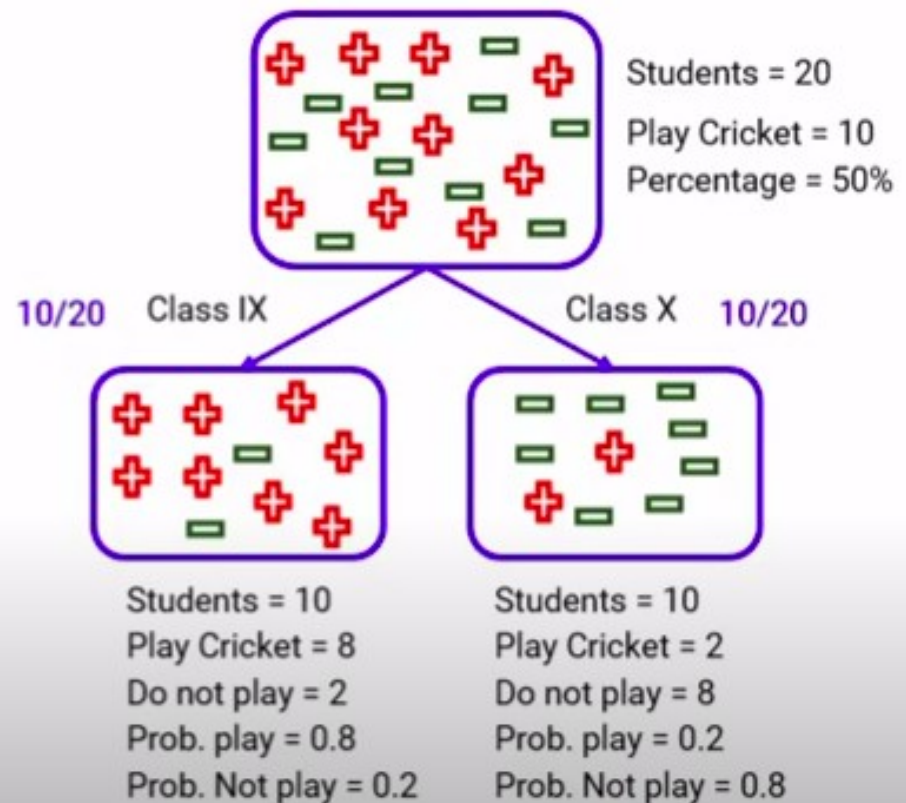 Students = 20
Play Cricket = 10
Percentage = 50%
10/20 Class IX
Class X 10/20
Students = 10
Play Cricket = 8
Do not play = 2
Prob. play = 0.8
Prob. Not play = 0.2
Students = 10
Play Cricket = 2
Do not play = 8
Prob. play = 0.2
Prob. Not play = 0.8